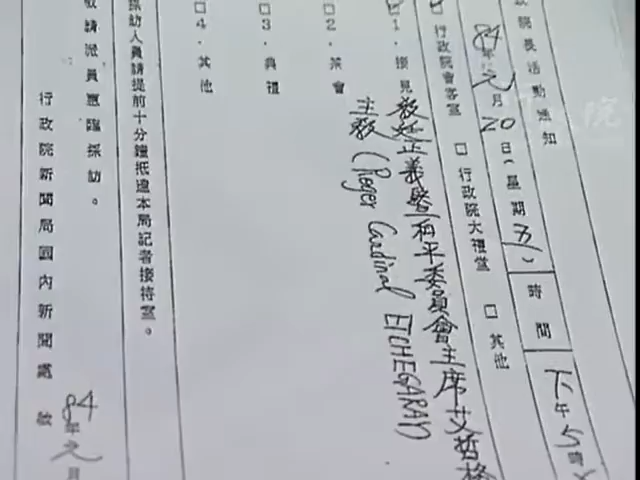 院長活動通知
84年元月20日(星期五) 時間 下午5時
行政院會客室 □行政院大禮堂 □其他
□1.接見 教廷正義暨和平委員會主席艾哲格
主教(Roger Cardinal ETCHEGARAY
□2.茶會
□3.典禮
□4.其他
採訪人員請提前十分鐘抵達本局記者接待室。
敬請派員惠臨採訪。
行政院新聞局國內新聞處 敬
84年元月